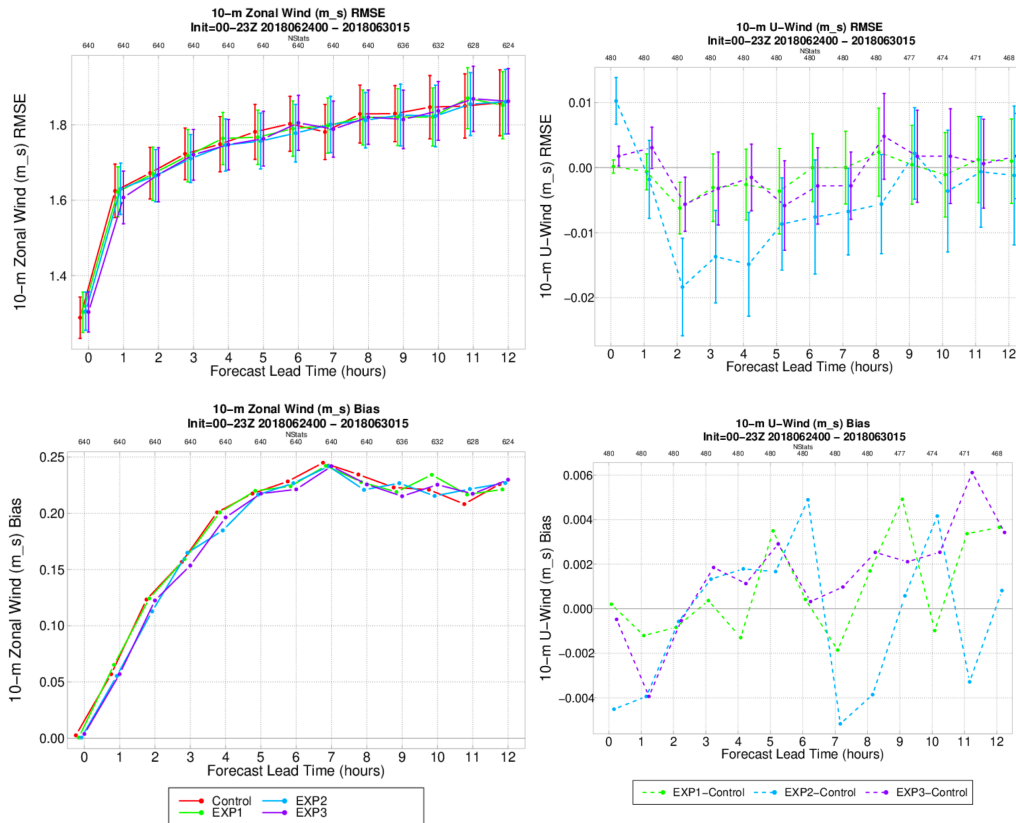 10-m Zonal Wind (m_s) RMSE
Init=00-23Z 2018062400 - 2018063015
NStats
640 640 640 640 640 640 640 640 640 636 632 628 624
10-m Zonal Wind (m_s) RMSE
1.8
1.6
1.4
0 1 2 3 4 5 6 7 8 9 10 11 12
Forecast Lead Time (hours)
10-m U-Wind (m_s) RMSE
Init=00-23Z 2018062400 - 2018063015
NStats
480 480 480 480 480 480 480 480 480 477 474 471 468
10-m U-Wind (m_s) RMSE
0.01
0.00
-0.01
-0.02
0 1 2 3 4 5 6 7 8 9 10 11 12
Forecast Lead Time (hours)
10-m Zonal Wind (m_s) Bias
Init=00-23Z 2018062400 - 2018063015
NStats
640 640 640 640 640 640 640 640 640 636 632 628 624
10-m Zonal Wind (m_s) Bias
0.25
0.20
0.15
0.10
0.05
0.00
0 1 2 3 4 5 6 7 8 9 10 11 12
Forecast Lead Time (hours)
Control EXP2
EXP1 EXP3
10-m U-Wind (m_s) Bias
Init=00-23Z 2018062400 - 2018063015
NStats
480 480 480 480 480 480 480 480 480 477 474 471 468
10-m U-Wind (m_s) Bias
0.006
0.004
0.002
0.000
-0.002
-0.004
0 1 2 3 4 5 6 7 8 9 10 11 12
Forecast Lead Time (hours)
EXP1-Control EXP2-Control EXP3-Control